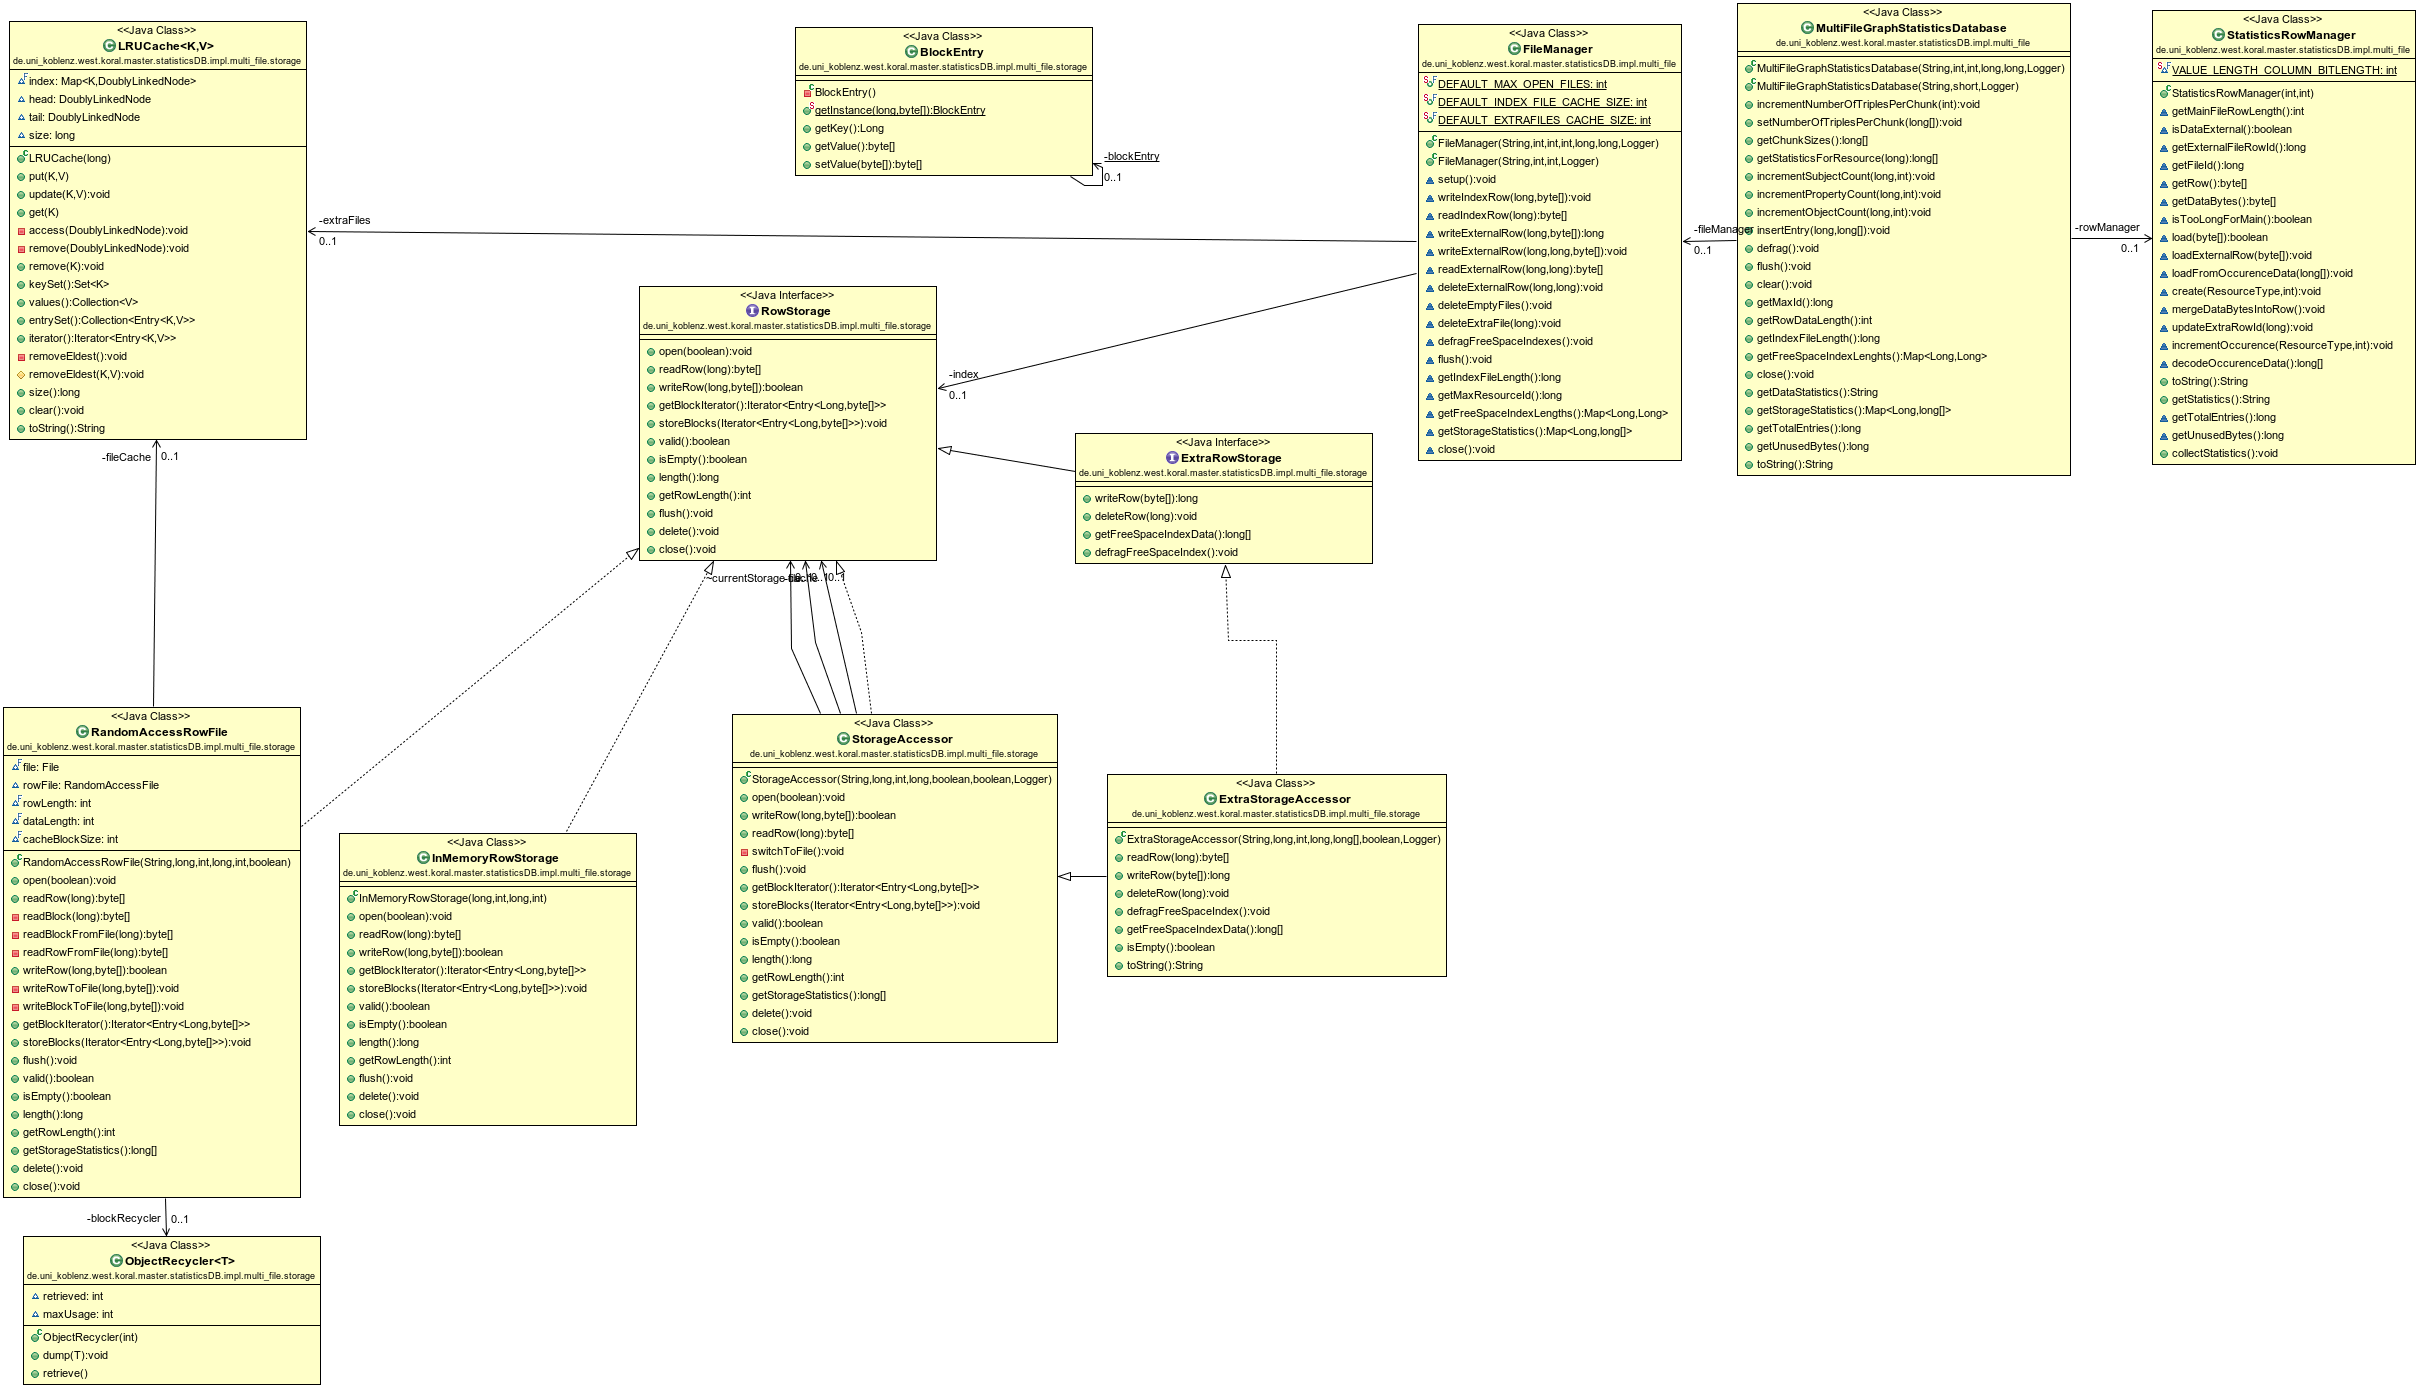 <<Java Class>>
LRUCache<K,V>
de.uni_koblenz.west.koral.master.statisticsDB.impl.multi_file.storage
index: Map<K,DoublyLinkedNode>
head: DoublyLinkedNode
tail: DoublyLinkedNode
size: long
LRUCache(long)
put(K,V)
update(K,V):void
get(K)
access(DoublyLinkedNode):void
remove(DoublyLinkedNode):void
remove(K):void
keySet():Set<K>
values():Collection<V>
entrySet():Collection<Entry<K,V>>
iterator():Iterator<Entry<K,V>>
removeEldest():void
removeEldest(K,V):void
size():long
clear():void
toString():String
<<Java Class>>
BlockEntry
de.uni_koblenz.west.koral.master.statisticsDB.impl.multi_file.storage
BlockEntry()
getInstance(long,byte[]):BlockEntry
getKey():Long
getValue():byte[]
setValue(byte[]):byte[]
-blockEntry
0..1
<<Java Class>>
FileManager
de.uni_koblenz.west.koral.master.statisticsDB.impl.multi_file
DEFAULT_MAX_OPEN_FILES: int
DEFAULT_INDEX_FILE_CACHE_SIZE: int
DEFAULT_EXTRAFILES_CACHE_SIZE: int
FileManager(String,int,int,int,long,long,Logger)
FileManager(String,int,int,Logger)
setup():void
writeIndexRow(long,byte[]):void
readIndexRow(long):byte[]
writeExternalRow(long,byte[]):long
writeExternalRow(long,long,byte[]):void
readExternalRow(long,long):byte[]
deleteExternalRow(long,long):void
deleteEmptyFiles():void
deleteExtraFile(long):void
defragFreeSpaceIndexes():void
flush():void
getIndexFileLength():long
getMaxResourceId():long
getFreeSpaceIndexLengths():Map<Long,Long>
getStorageStatistics():Map<Long,long[]>
close():void
<<Java Class>>
MultiFileGraphStatisticsDatabase
de.uni_koblenz.west.koral.master.statisticsDB.impl.multi_file
MultiFileGraphStatisticsDatabase(String,int,int,long,long,Logger)
MultiFileGraphStatisticsDatabase(String,short,Logger)
incrementNumberOfTriplesPerChunk(int):void
setNumberOfTriplesPerChunk(long[]):void
getChunkSizes():long[]
getStatisticsForResource(long):long[]
incrementSubjectCount(long,int):void
incrementPropertyCount(long,int):void
incrementObjectCount(long,int):void
insertEntry(long,long[]):void
defrag():void
flush():void
clear():void
getMaxId():long
getRowDataLength():int
getIndexFileLength():long
getFreeSpaceIndexLenghts():Map<Long,Long>
close():void
getDataStatistics():String
getStorageStatistics():Map<Long,long[]>
getTotalEntries():long
getUnusedBytes():long
toString():String
<<Java Class>>
StatisticsRowManager
de.uni_koblenz.west.koral.master.statisticsDB.impl.multi_file
VALUE_LENGTH_COLUMN_BITLENGTH: int
StatisticsRowManager(int,int)
getMainFileRowLength():int
isDataExternal():boolean
getExternalFileRowId():long
getFileId():long
getRow():byte[]
getDataBytes():byte[]
isTooLongForMain():boolean
load(byte[]):boolean
loadExternalRow(byte[]):void
loadFromOccurenceData(long[]):void
create(ResourceType,int):void
mergeDataBytesIntoRow():void
updateExtraRowId(long):void
incrementOccurence(ResourceType,int):void
decodeOccurenceData():long[]
toString():String
getStatistics():String
getTotalEntries():long
getUnusedBytes():long
collectStatistics():void
-extraFiles
0..1
-fileManager
0..1
-rowManager
0..1
<<Java Interface>>
RowStorage
de.uni_koblenz.west.koral.master.statisticsDB.impl.multi_file.storage
open(boolean):void
readRow(long):byte[]
writeRow(long,byte[]):boolean
getBlockIterator():Iterator<Entry<Long,byte[]>>
storeBlocks(Iterator<Entry<Long,byte[]>>):void
valid():boolean
isEmpty():boolean
length():long
getRowLength():int
flush():void
delete():void
close():void
-index
0..1
<<Java Interface>>
ExtraRowStorage
de.uni_koblenz.west.koral.master.statisticsDB.impl.multi_file.storage
writeRow(byte[]):long
deleteRow(long):void
getFreeSpaceIndexData():long[]
defragFreeSpaceIndex():void
-fileCache
0..1
~currentStorage
0..1
<<Java Class>>
RandomAccessRowFile
de.uni_koblenz.west.koral.master.statisticsDB.impl.multi_file.storage
file: File
rowFile: RandomAccessFile
rowLength: int
dataLength: int
cacheBlockSize: int
RandomAccessRowFile(String,long,int,long,int,boolean)
open(boolean):void
readRow(long):byte[]
readBlock(long):byte[]
readBlockFromFile(long):byte[]
readRowFromFile(long):byte[]
writeRow(long,byte[]):boolean
writeRowToFile(long,byte[]):void
writeBlockToFile(long,byte[]):void
getBlockIterator():Iterator<Entry<Long,byte[]>>
storeBlocks(Iterator<Entry<Long,byte[]>>):void
flush():void
valid():boolean
isEmpty():boolean
length():long
getRowLength():int
getStorageStatistics():long[]
delete():void
close():void
<<Java Class>>
InMemoryRowStorage
de.uni_koblenz.west.koral.master.statisticsDB.impl.multi_file.storage
InMemoryRowStorage(long,int,long,int)
open(boolean):void
readRow(long):byte[]
writeRow(long,byte[]):boolean
getBlockIterator():Iterator<Entry<Long,byte[]>>
storeBlocks(Iterator<Entry<Long,byte[]>>):void
valid():boolean
isEmpty():boolean
length():long
getRowLength():int
flush():void
delete():void
close():void
<<Java Class>>
StorageAccessor
de.uni_koblenz.west.koral.master.statisticsDB.impl.multi_file.storage
StorageAccessor(String,long,int,long,boolean,boolean,Logger)
open(boolean):void
writeRow(long,byte[]):boolean
readRow(long):byte[]
switchToFile():void
flush():void
getBlockIterator():Iterator<Entry<Long,byte[]>>
storeBlocks(Iterator<Entry<Long,byte[]>>):void
valid():boolean
isEmpty():boolean
length():long
getRowLength():int
getStorageStatistics():long[]
delete():void
close():void
<<Java Class>>
ExtraStorageAccessor
de.uni_koblenz.west.koral.master.statisticsDB.impl.multi_file.storage
ExtraStorageAccessor(String,long,int,long,long[],boolean,Logger)
readRow(long):byte[]
writeRow(byte[]):long
deleteRow(long):void
defragFreeSpaceIndex():void
getFreeSpaceIndexData():long[]
isEmpty():boolean
toString():String
-blockRecycler
0..1
<<Java Class>>
ObjectRecycler<T>
de.uni_koblenz.west.koral.master.statisticsDB.impl.multi_file.storage
retrieved: int
maxUsage: int
ObjectRecycler(int)
dump(T):void
retrieve()